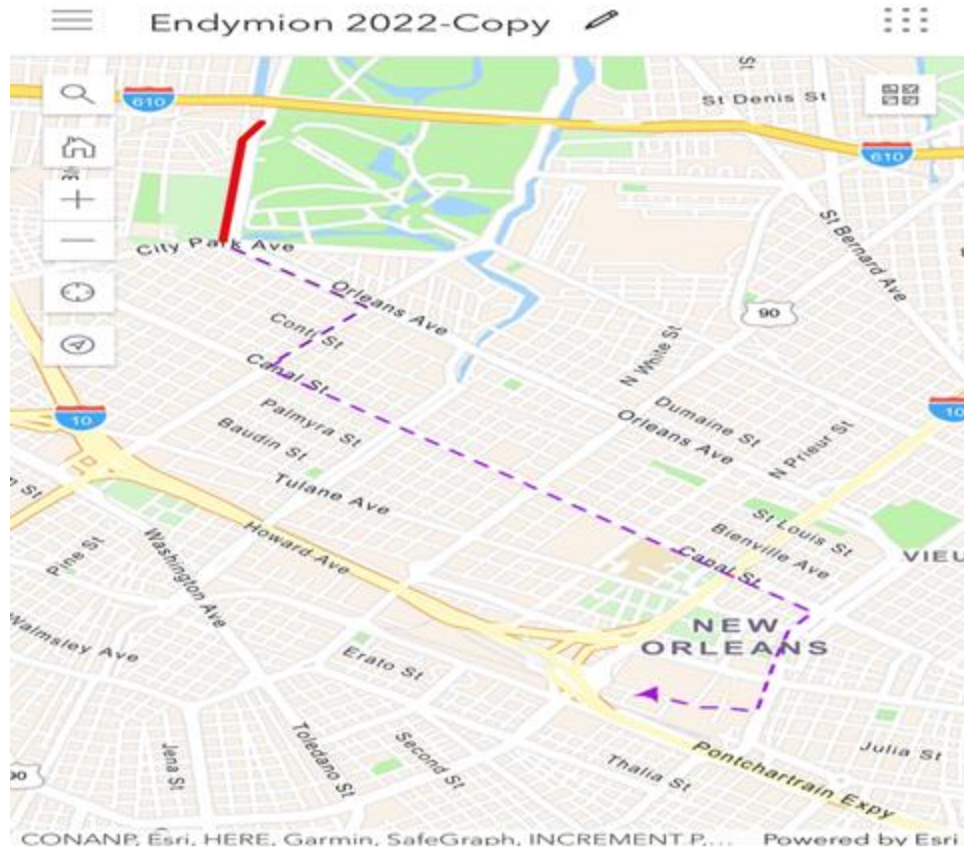 Endymion 2022-Copy
St
St Denis St
610
610
City Park Ave
St Bernard Ave
Orleans Ave
90
Conti St
N White St
Canal St
10
10
Palmyra St
Dumaine St
Baudin St
Orleans Ave
N Prieur St
Tulane Ave
St Louis St
Howard Ave
Bienville Ave
Pine St
Washington Ave
Canal St
VIEU
NEW
ORLEANS
Walmsley Ave
Erato St
Toledano St
Second St
Jena St
Julia St
Pontchartrain Expy
Thalia St
CONANP, Esri, HERE, Garmin, SafeGraph, INCREMENT P,... Powered by Esri